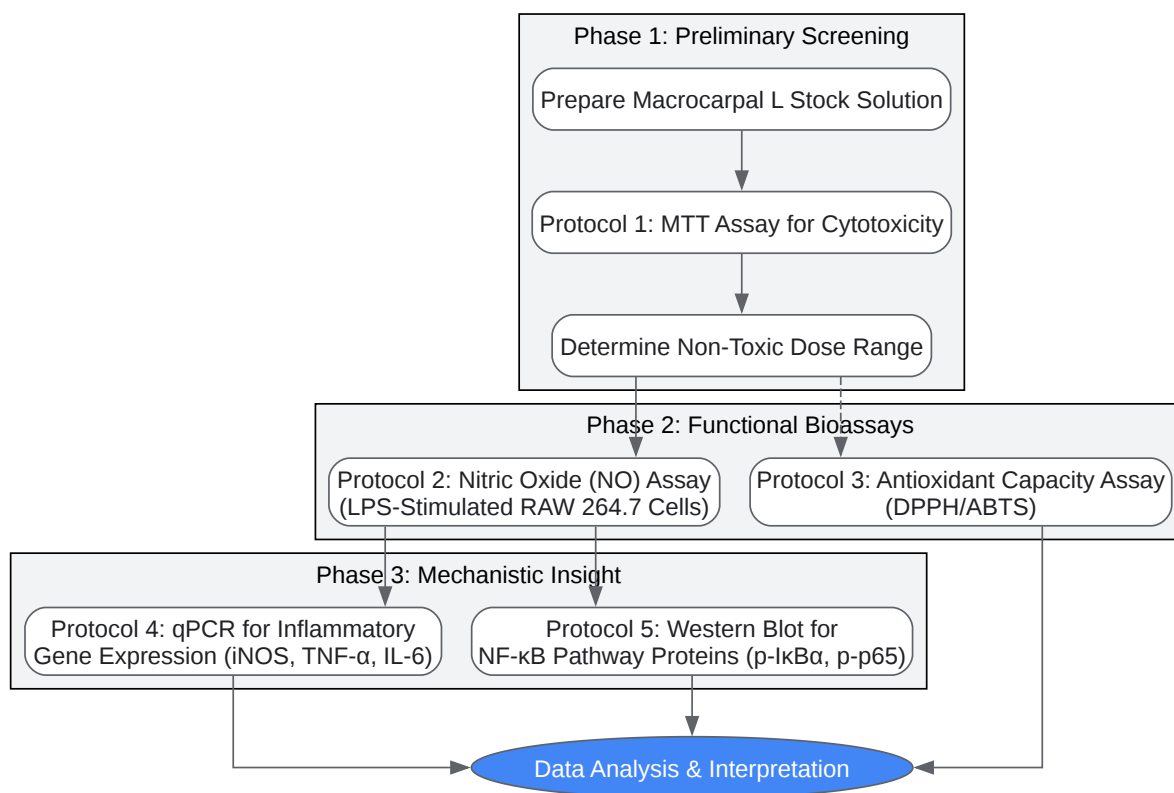 Phase 1: Preliminary Screening
Prepare Macrocarpal L Stock Solution
Protocol 1: MTT Assay for Cytotoxicity
Determine Non-Toxic Dose Range
Phase 2: Functional Bioassays
Protocol 2: Nitric Oxide (NO) Assay
(LPS-Stimulated RAW 264.7 Cells)
Protocol 3: Antioxidant Capacity Assay
(DPPH/ABTS)
Phase 3: Mechanistic Insight
Protocol 4: qPCR for Inflammatory
Gene Expression (iNOS, TNF-α, IL-6)
Protocol 5: Western Blot for
NF-κB Pathway Proteins (p-IκBα, p-p65)
Data Analysis & Interpretation